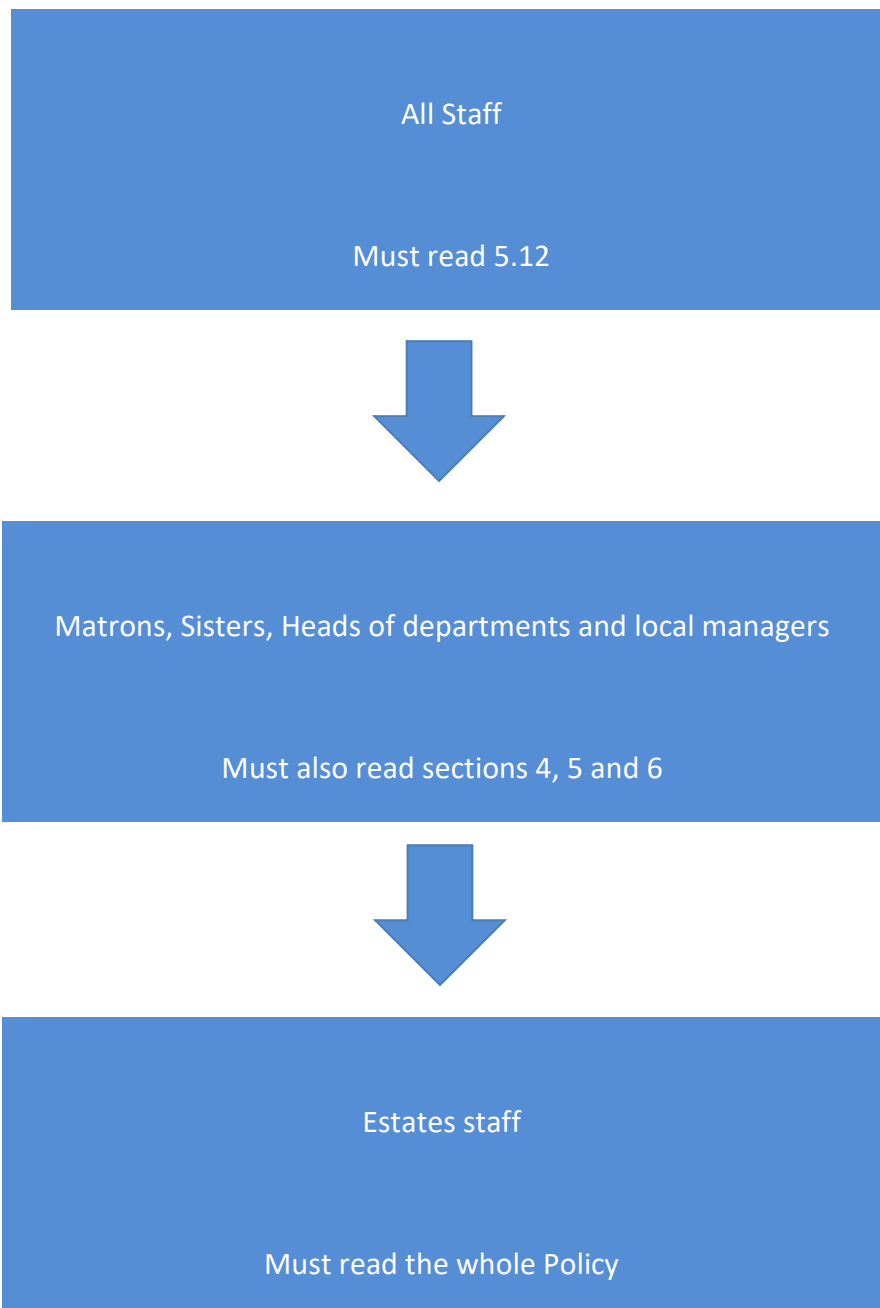 All Staff
Must read 5.12
Matrons, Sisters, Heads of departments and local managers
Must also read sections 4, 5 and 6
Estates staff
Must read the whole Policy